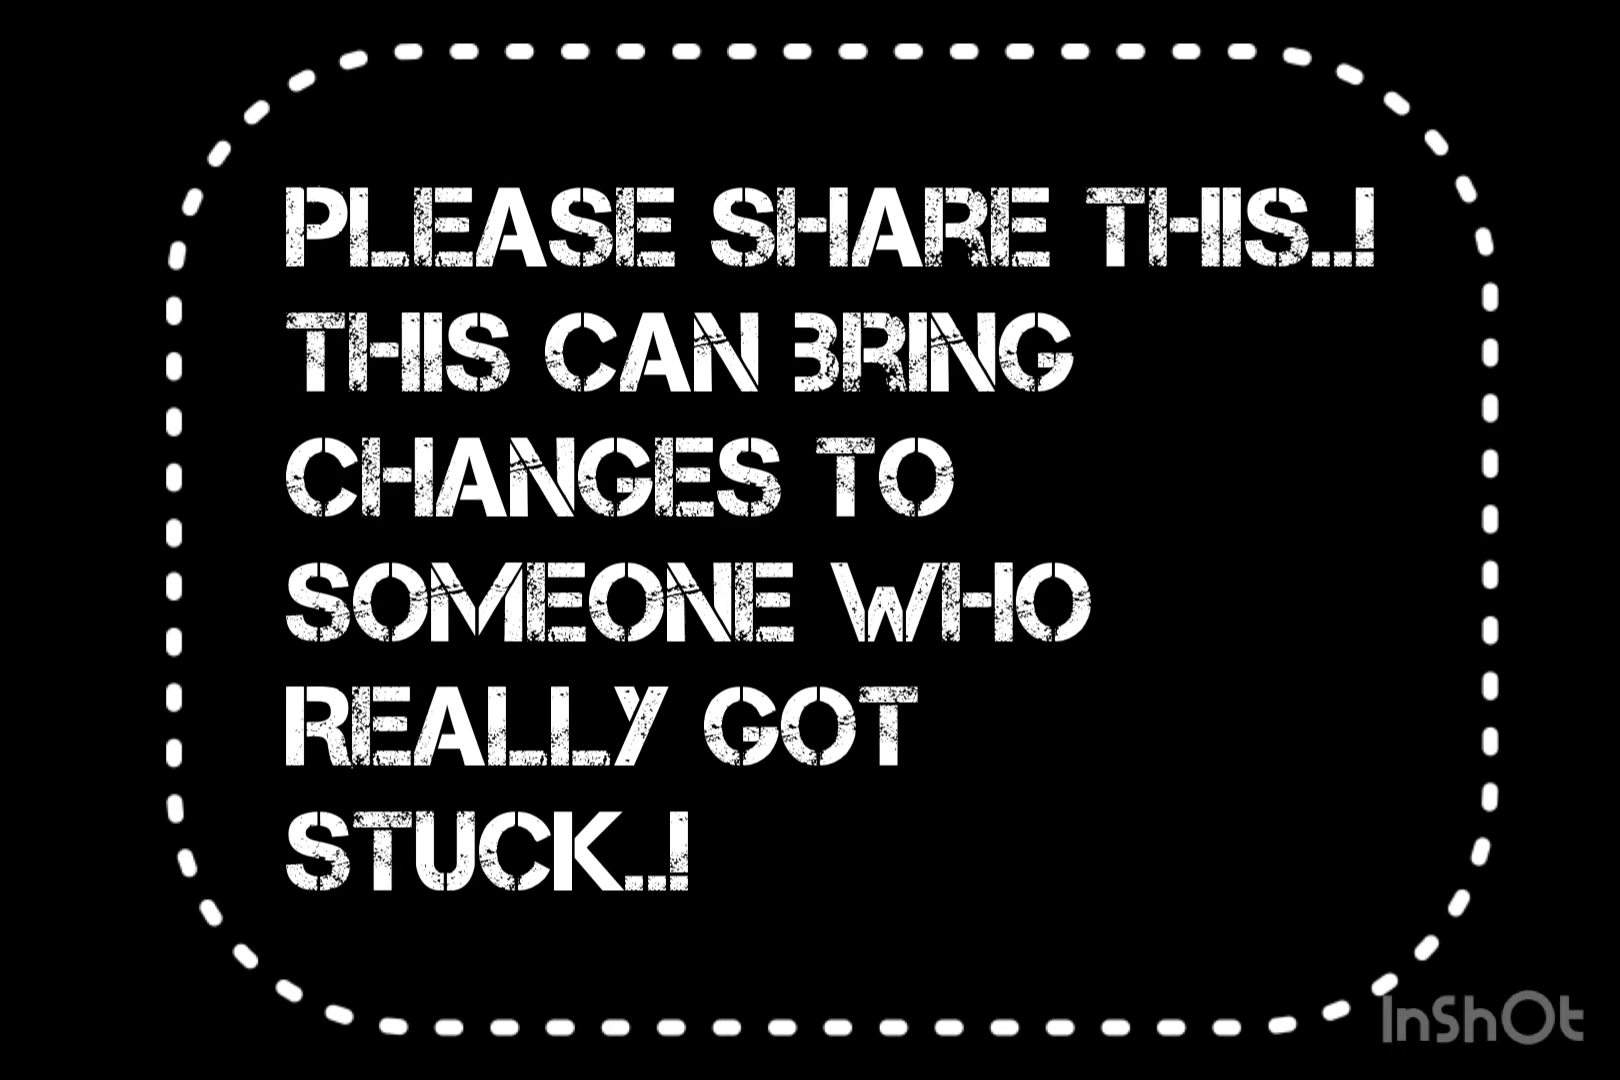 PLEASE SHARE THIS..!
THIS CAN BRING
CHANGES TO
SOMEONE WHO
REALLY GOT
STUCK..!
InShOt